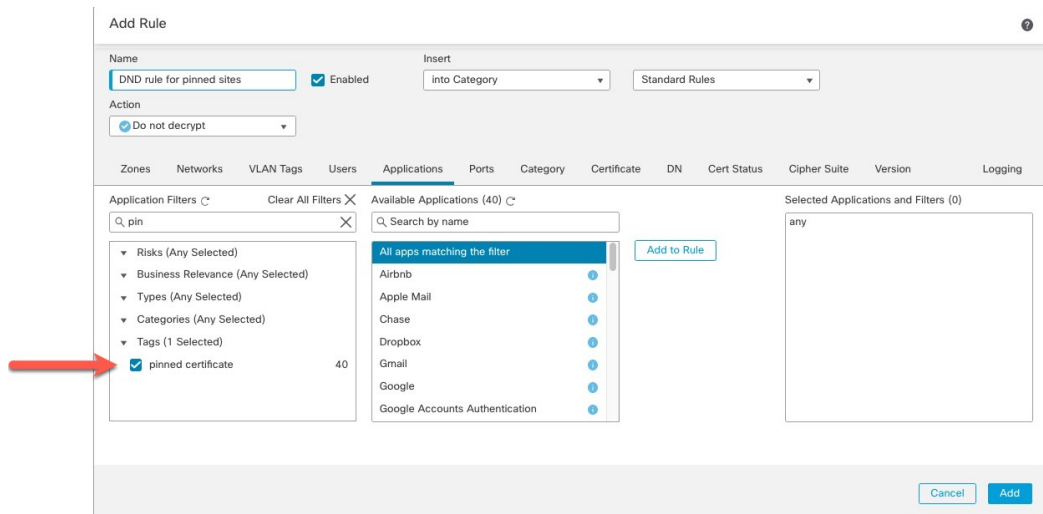 Add Rule
?
Name
Insert
DND rule for pinned sites
Enabled
into Category
Standard Rules
Action
Do not decrypt
Zones Networks VLAN Tags Users Applications Ports Category Certificate DN Cert Status Cipher Suite Version Logging
Application Filters Clear All Filters Available Applications (40) Selected Applications and Filters (0)
pin
Search by name
any
Risks (Any Selected)
Business Relevance (Any Selected)
Types (Any Selected)
Categories (Any Selected)
Tags (1 Selected)
pinned certificate 40
All apps matching the filter
Airbnb
Apple Mail
Chase
Dropbox
Gmail
Google
Google Accounts Authentication
Add to Rule
Cancel
Add